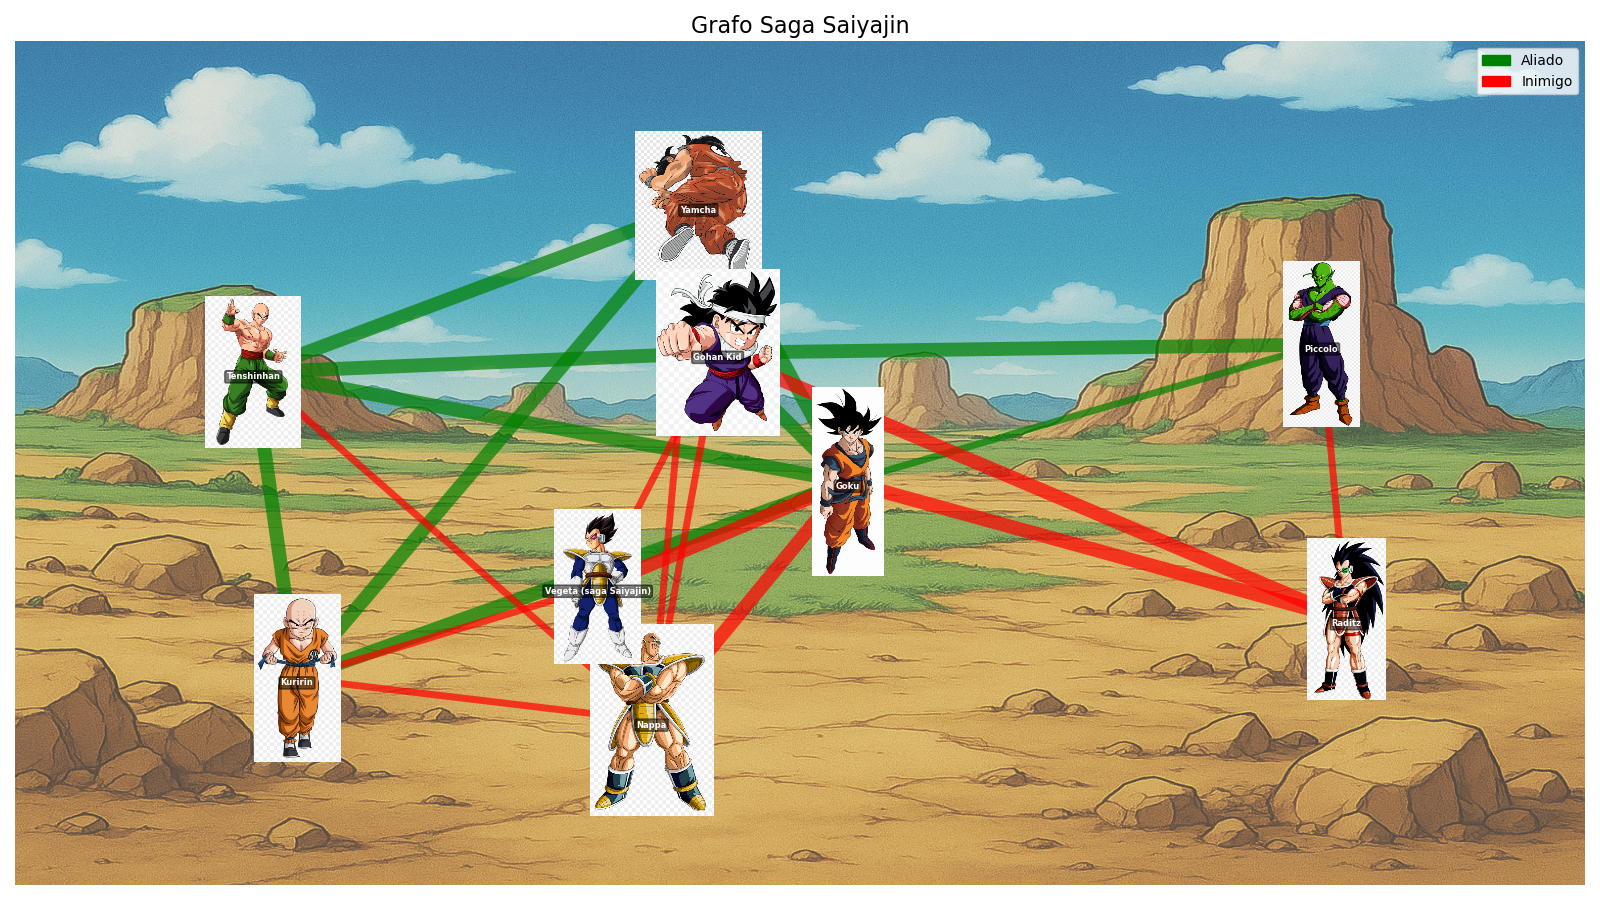 Grafo Saga Saiyajin
Aliado
Inimigo
Yamcha
Piccolo
Gohan Kid
Tenshinhan
Goku
Vegeta (saga Saiyajin)
Raditz
Kuririn
Nappa